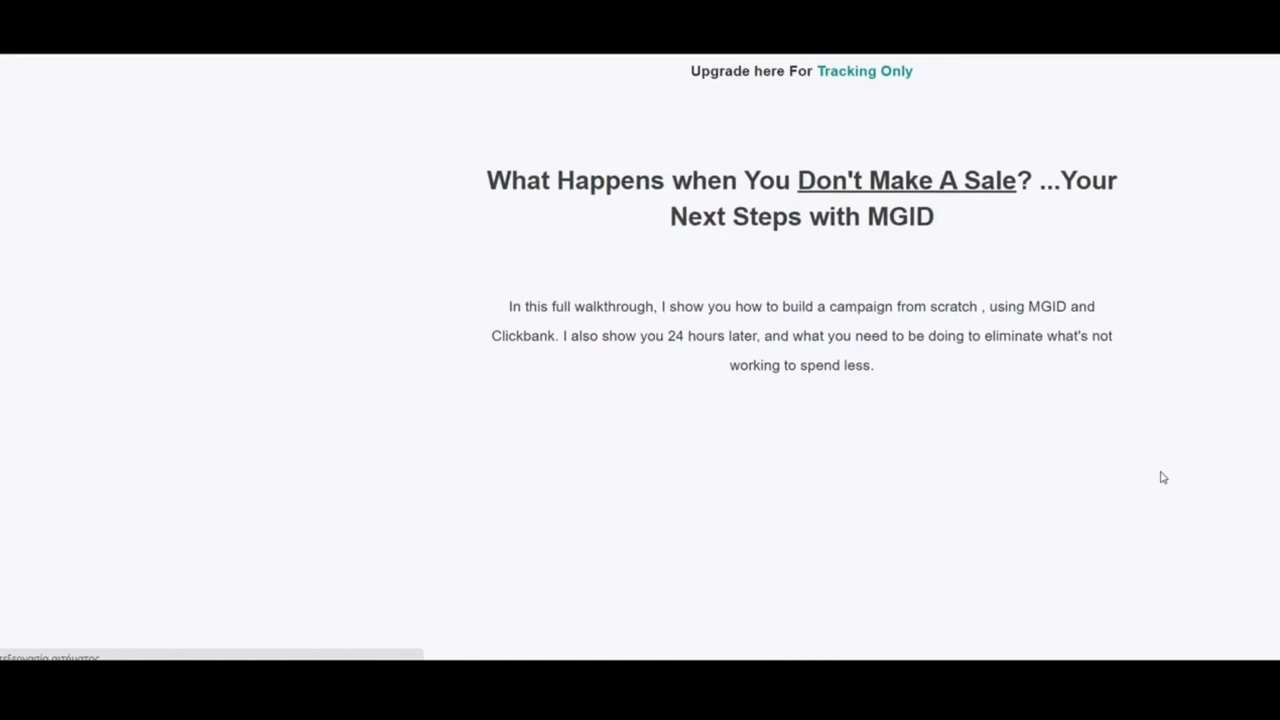 Upgrade here For Tracking Only
What Happens when You Don't Make A Sale? ...Your
Next Steps with MGID
In this full walkthrough, I show you how to build a campaign from scratch , using MGID and
Clickbank. I also show you 24 hours later, and what you need to be doing to eliminate what's not
working to spend less.
αιτήματος